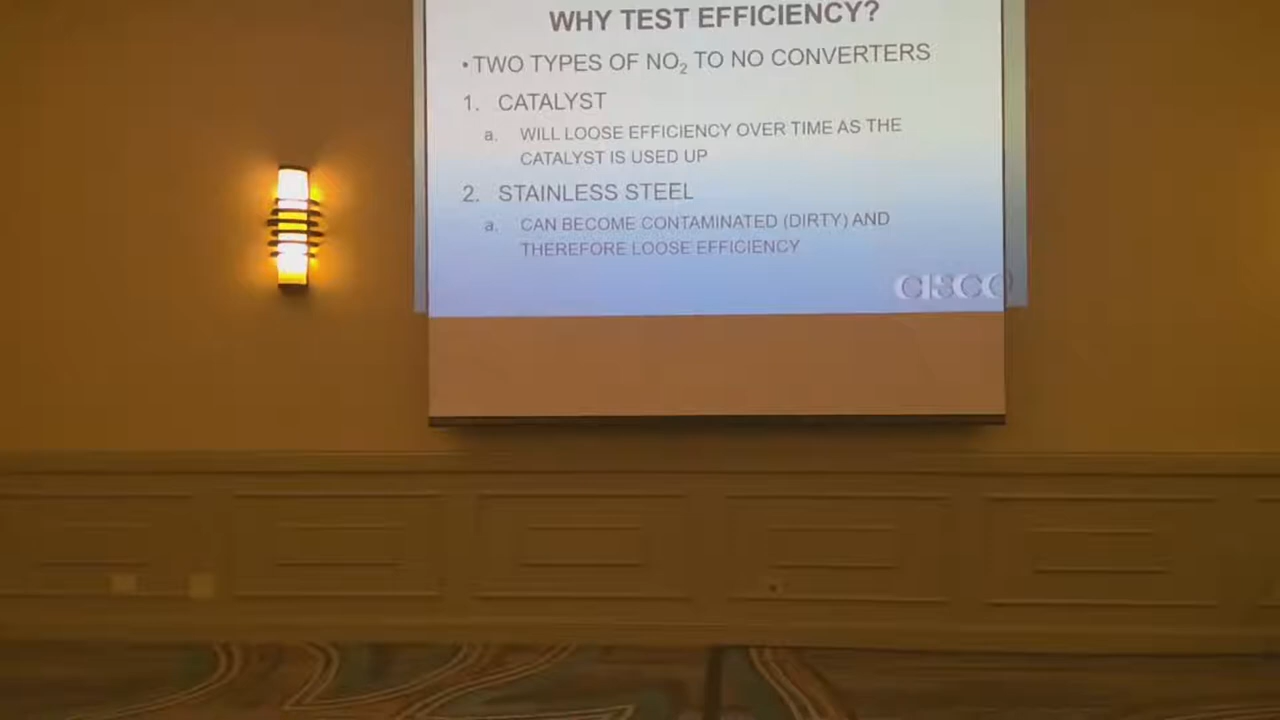 WHY TEST EFFICIENCY?
• TWO TYPES OF NO₂ TO NO CONVERTERS
1. CATALYST
a. WILL LOOSE EFFICIENCY OVER TIME AS THE
CATALYST IS USED UP
2. STAINLESS STEEL
a. CAN BECOME CONTAMINATED (DIRTY) AND
THEREFORE LOOSE EFFICIENCY
CISCO